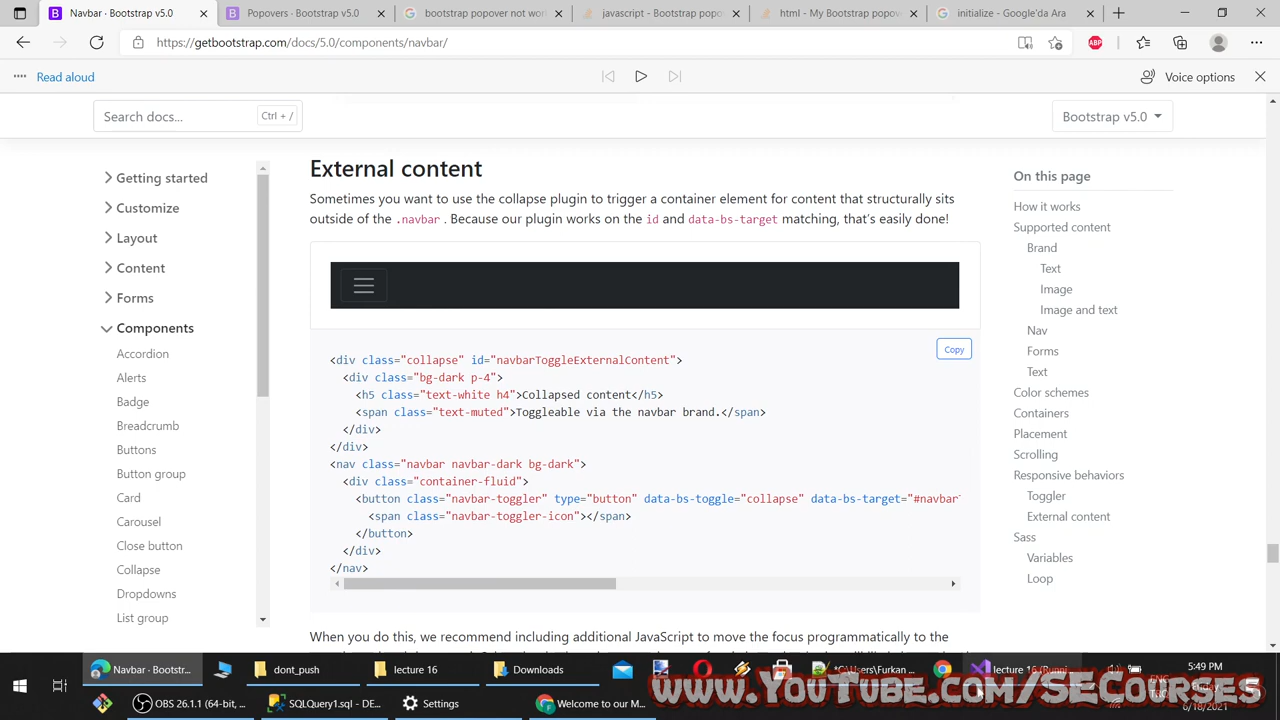 Navbar · Bootstrap v5.0
Popovers · Bootstrap v5.0
bootstrap popover not wor
javascript - Bootstrap popo
html - My Bootstrap popov
initialize - Google'da Ara
https://getbootstrap.com/docs/5.0/components/navbar/
ABP
Read aloud
Voice options
Search docs...
Ctrl + /
Bootstrap v5.0
Getting started
Customize
Layout
Content
Forms
Components
Accordion
Alerts
Badge
Breadcrumb
Buttons
Button group
Card
Carousel
Close button
Collapse
Dropdowns
List group
External content
Sometimes you want to use the collapse plugin to trigger a container element for content that structurally sits
outside of the .navbar . Because our plugin works on the id and data-bs-target matching, that's easily done!
Copy
<div class="collapse" id="navbarToggleExternalContent">
<div class="bg-dark p-4">
<h5 class="text-white h4">Collapsed content</h5>
<span class="text-muted">Toggleable via the navbar brand.</span>
</div>
</div>
<nav class="navbar navbar-dark bg-dark">
<div class="container-fluid">
<button class="navbar-toggler" type="button" data-bs-toggle="collapse" data-bs-target="#navbar
<span class="navbar-toggler-icon"></span>
</button>
</div>
</nav>
When you do this, we recommend including additional JavaScript to move the focus programmatically to the
On this page
How it works
Supported content
Brand
Text
Image
Image and text
Nav
Forms
Text
Color schemes
Containers
Placement
Scrolling
Responsive behaviors
Toggler
External content
Sass
Variables
Loop
Navbar · Bootstr...
dont_push
lecture 16
Downloads
*C:\Users\Furkan
lecture 16 (Runni
5:49 PM
ENG
Friday
6/18/2021
OBS 26.1.1 (64-bit, ...
SQLQuery1.sql - DE...
Settings
Welcome to our M...
www.YouTube.com/SECourses